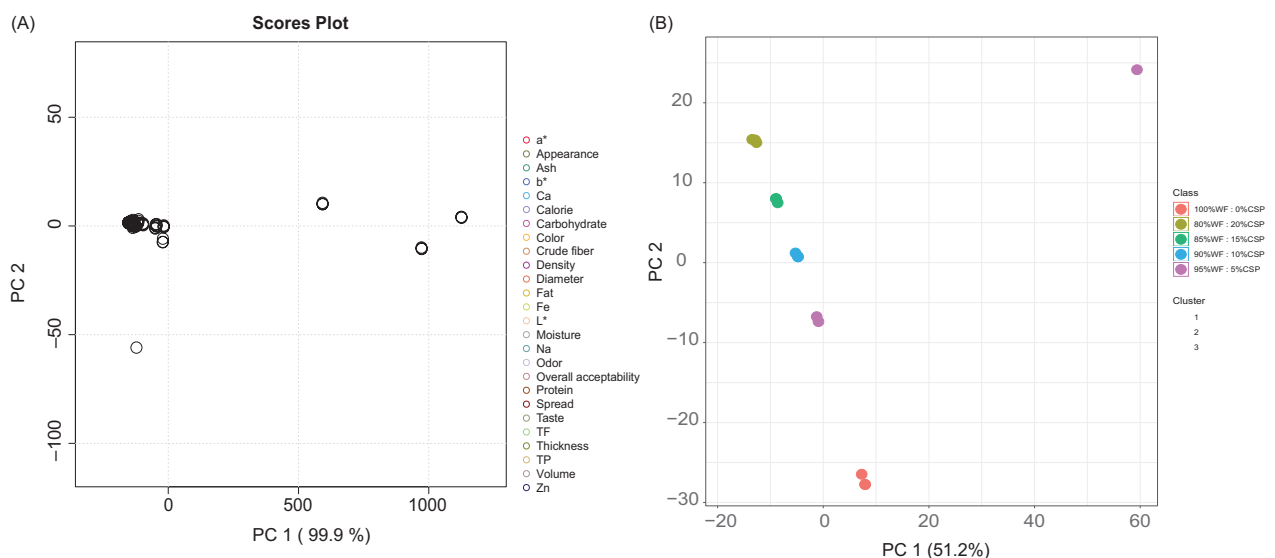 (A)
Scores Plot
PC 2
50
0
−50
−100
0
500
1000
PC 1 ( 99.9 %)
a*
Appearance
Ash
b*
Ca
Calorie
Carbohydrate
Color
Crude fiber
Density
Diameter
Fat
Fe
L*
Moisture
Na
Odor
Overall acceptability
Protein
Spread
Taste
TF
Thickness
TP
Volume
Zn
(B)
PC 2
20
10
0
−10
−20
−30
−20
0
20
40
60
PC 1 (51.2%)
Class
100%WF : 0%CSP
80%WF : 20%CSP
85%WF : 15%CSP
90%WF : 10%CSP
95%WF : 5%CSP
Cluster
1
2
3